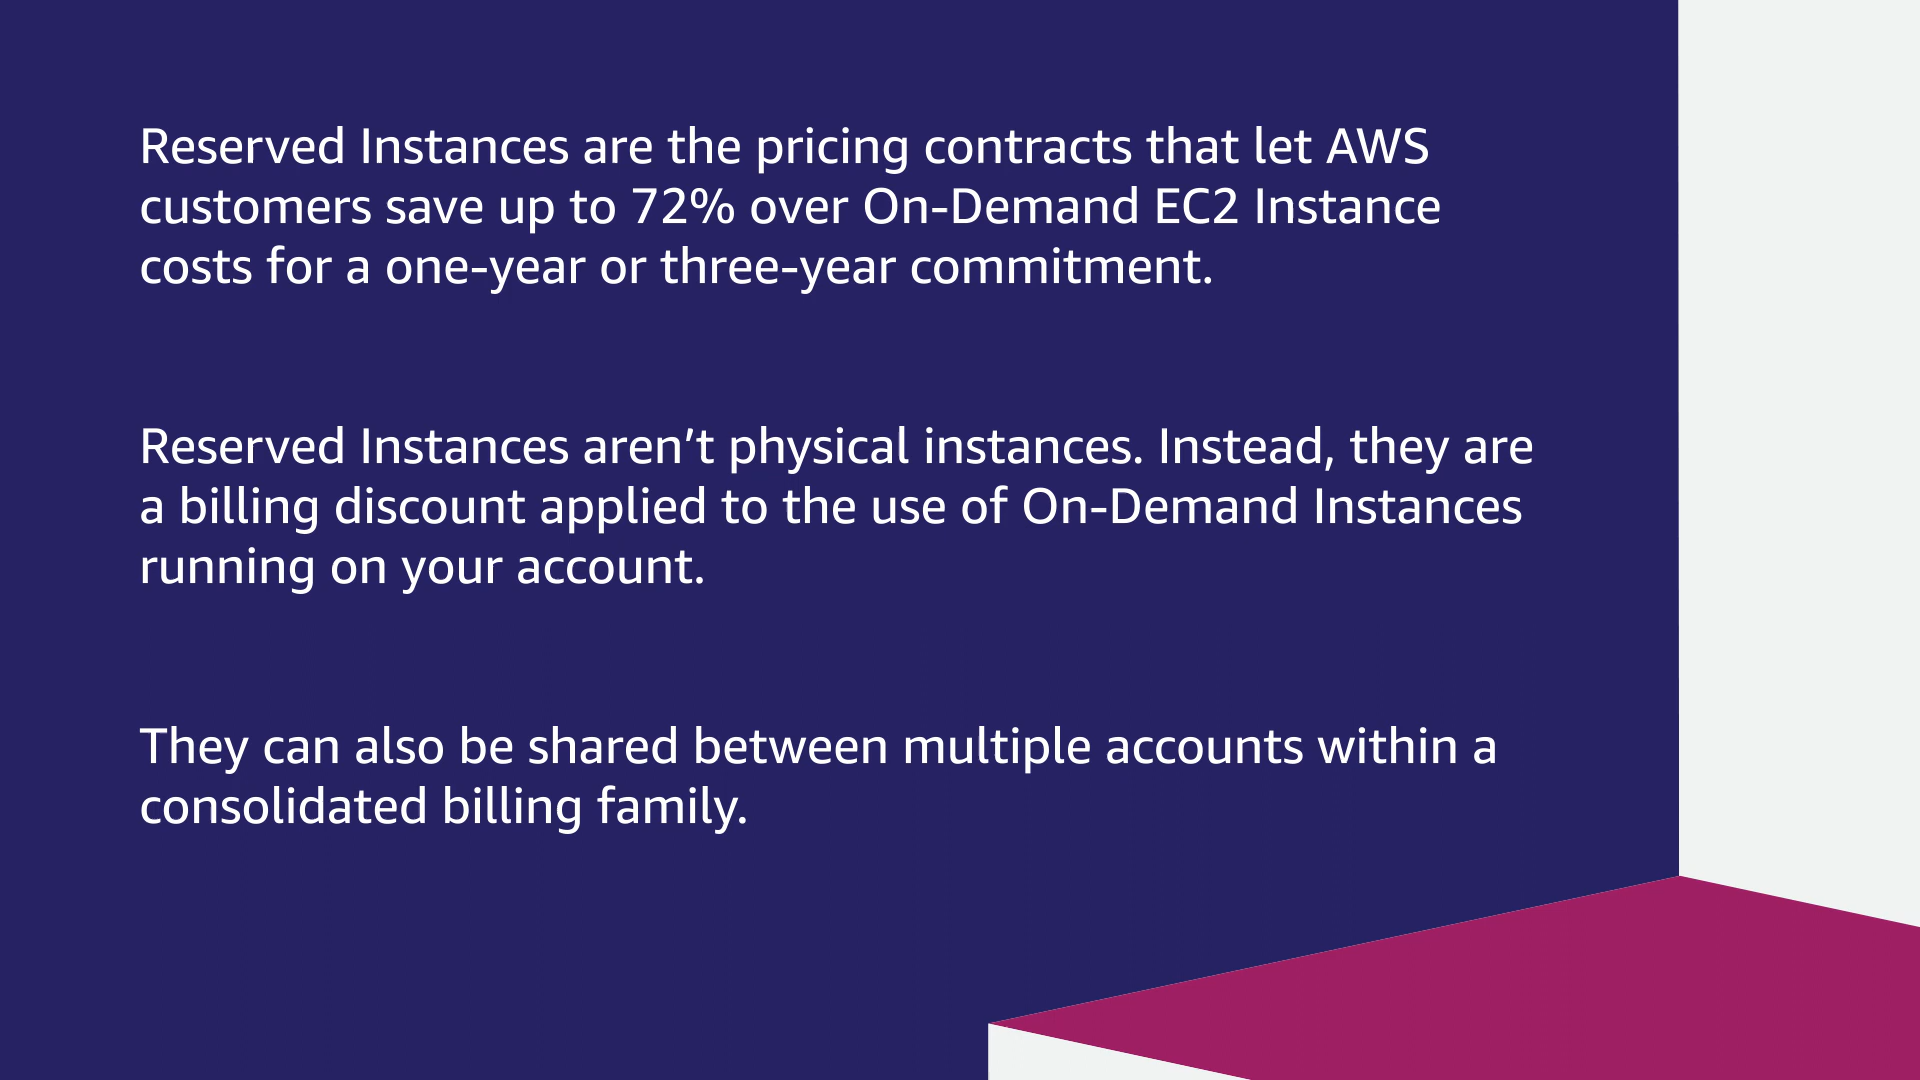 Reserved Instances are the pricing contracts that let AWS
customers save up to 72% over On-Demand EC2 Instance
costs for a one-year or three-year commitment.
Reserved Instances aren’t physical instances. Instead, they are
a billing discount applied to the use of On-Demand Instances
running on your account.
They can also be shared between multiple accounts within a
consolidated billing family.